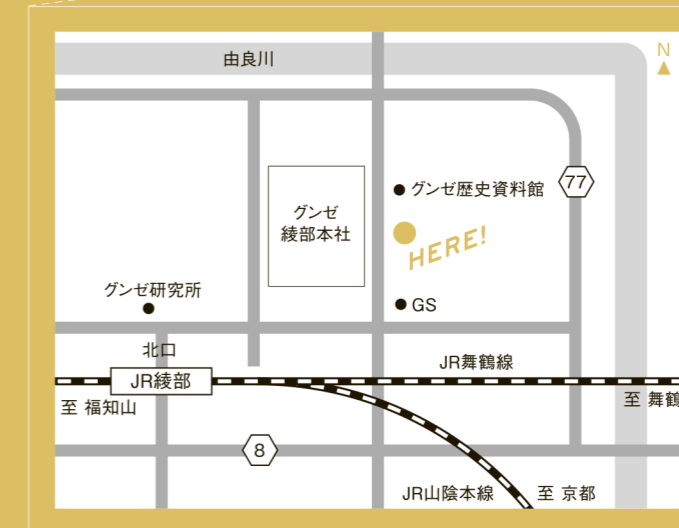 由良川
N
グンゼ歴史資料館
77
グンゼ
綾部本社
HERE!
グンゼ研究所
GS
北口
JR舞鶴線
JR綾部
至 福知山
至 舞鶴
8
JR山陰本線
至 京都